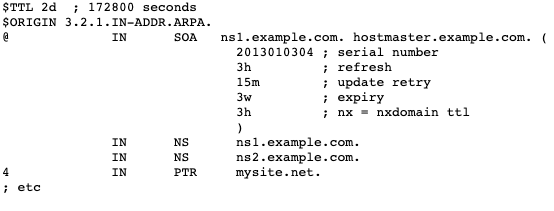 $TTL 2d  ; 172800 seconds
$ORIGIN 3.2.1.IN-ADDR.ARPA.
@             IN      SOA   ns1.example.com. hostmaster.example.com. (
                              2013010304 ; serial number
                              3h         ; refresh
                              15m        ; update retry
                              3w         ; expiry
                              3h         ; nx = nxdomain ttl
                              )
              IN      NS      ns1.example.com.
              IN      NS      ns2.example.com.
4             IN      PTR     mysite.net.
; etc